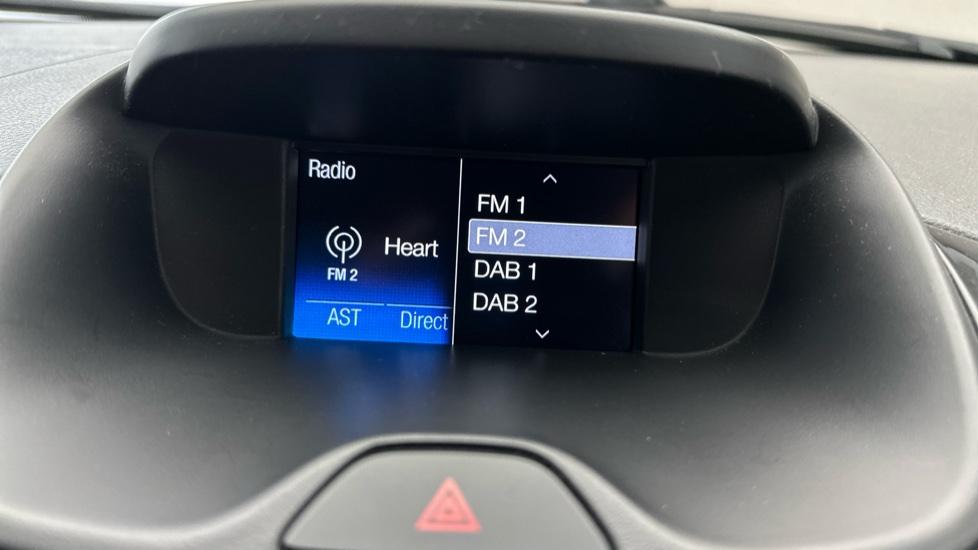 Radio
FM 2
Heart
AST
Direct
FM 1
FM 2
DAB 1
DAB 2